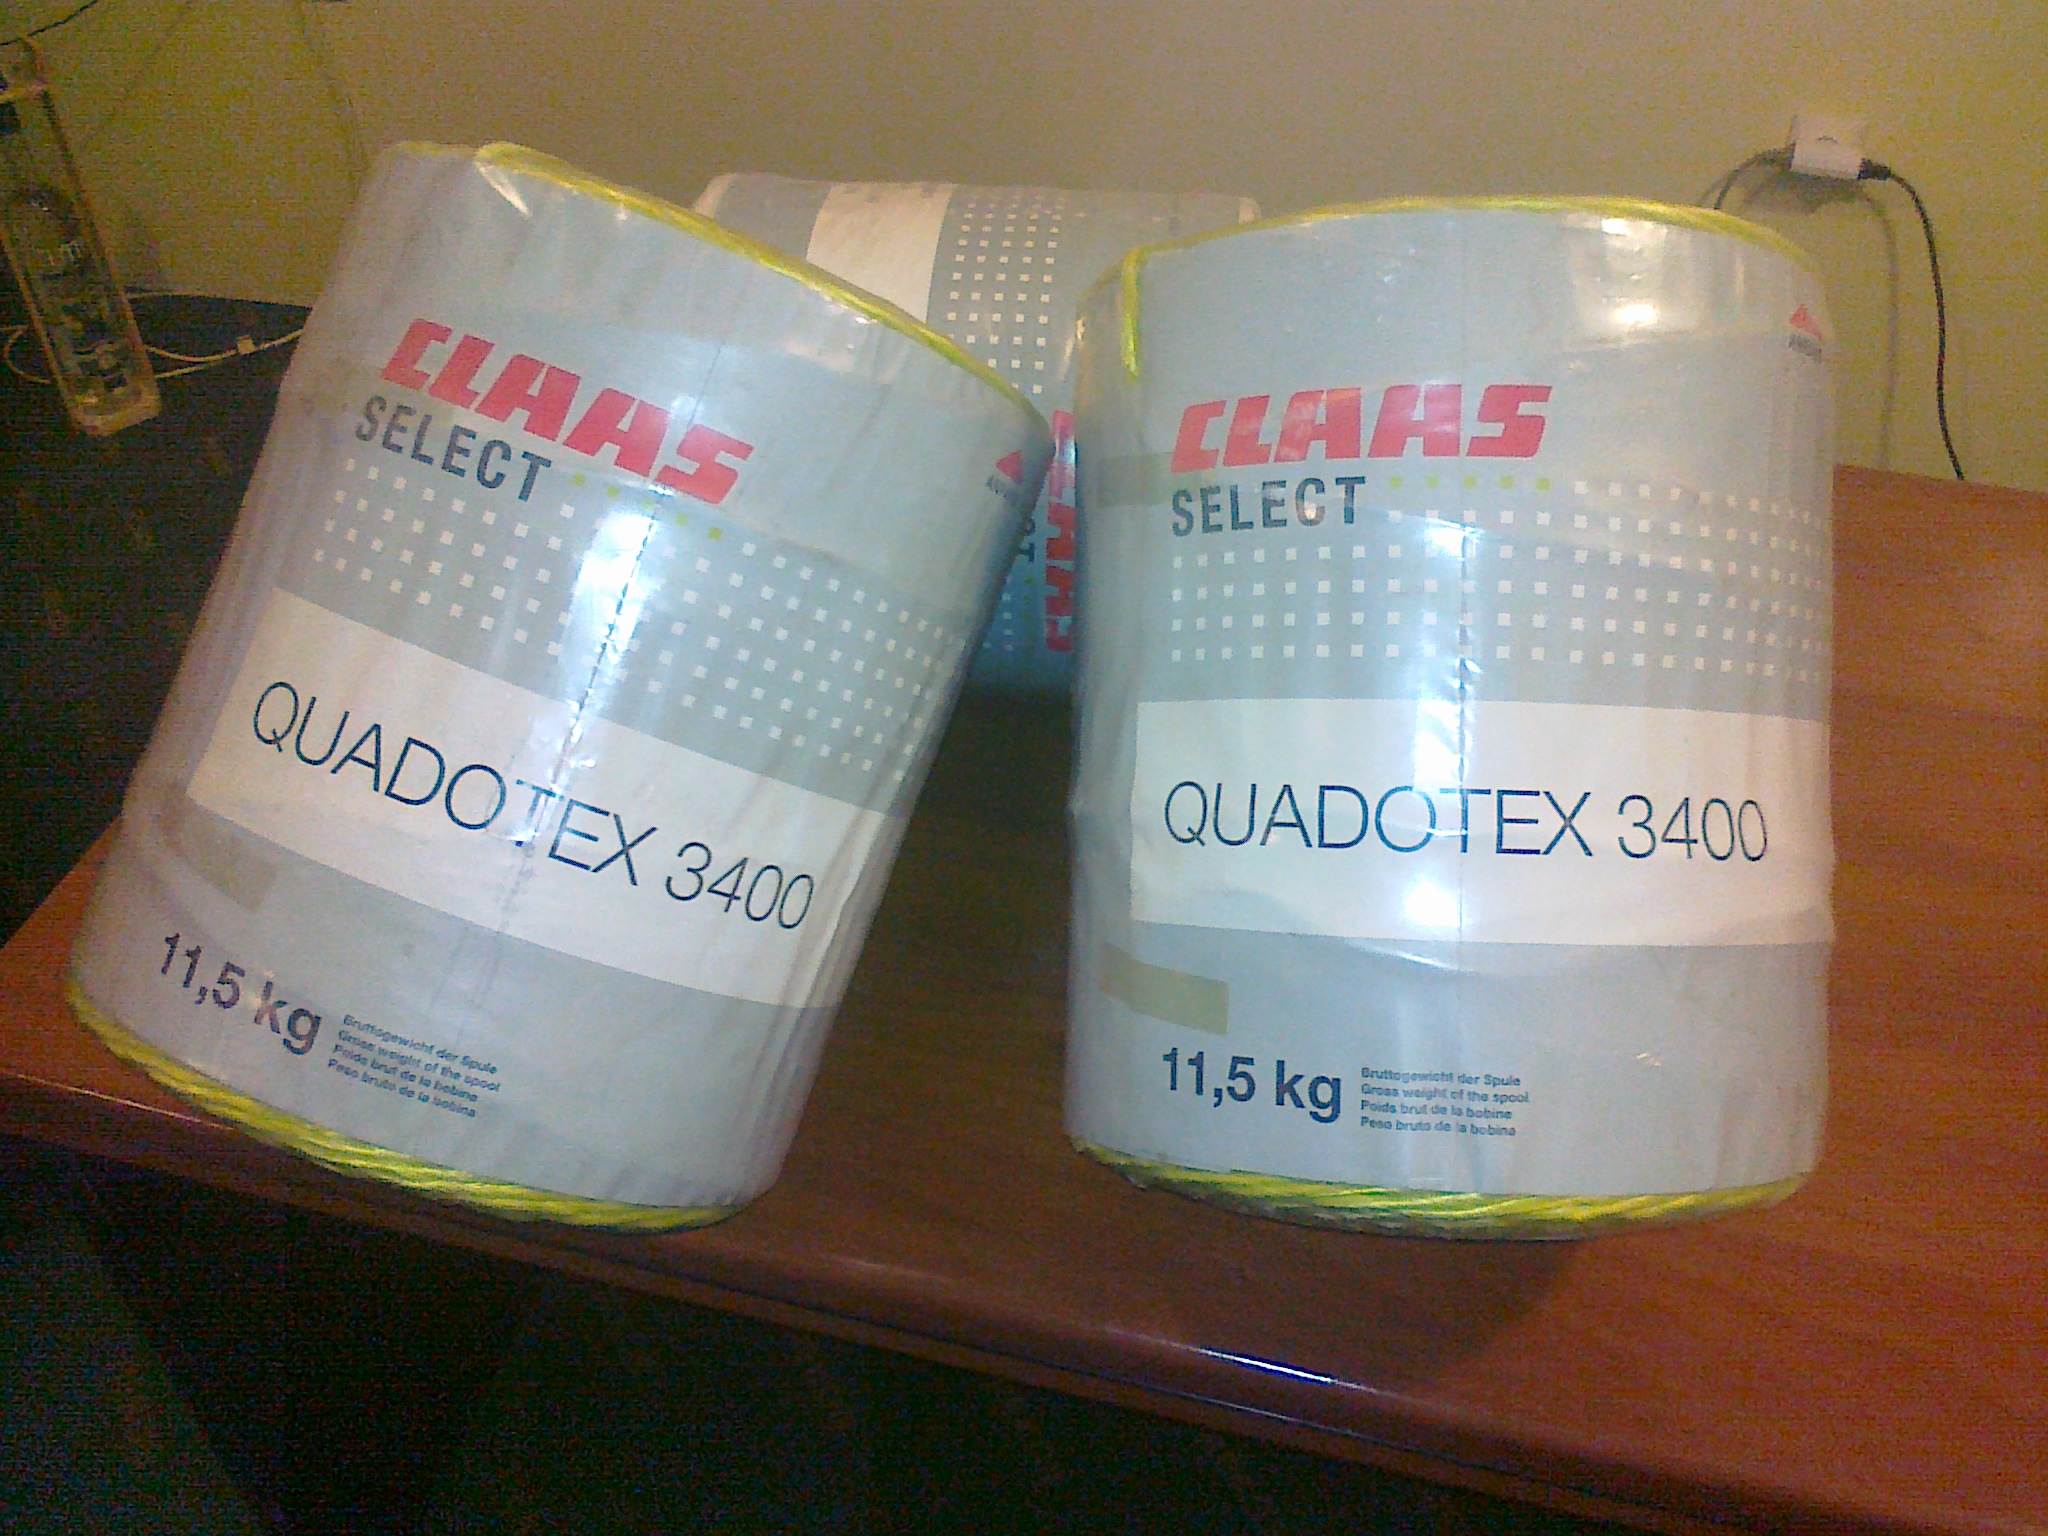 CLAAS
SELECT
QUADOTEX 3400
11,5 kg
Bruttogewicht der Spule
Gross weight of the spool
Poids brut de la bobine
Peso bruto de la bobina
CLAAS
SELECT
QUADOTEX 3400
11,5 kg
Bruttogewicht der Spule
Gross weight of the spool
Poids brut de la bobine
Peso bruto de la bobina
CLAAS